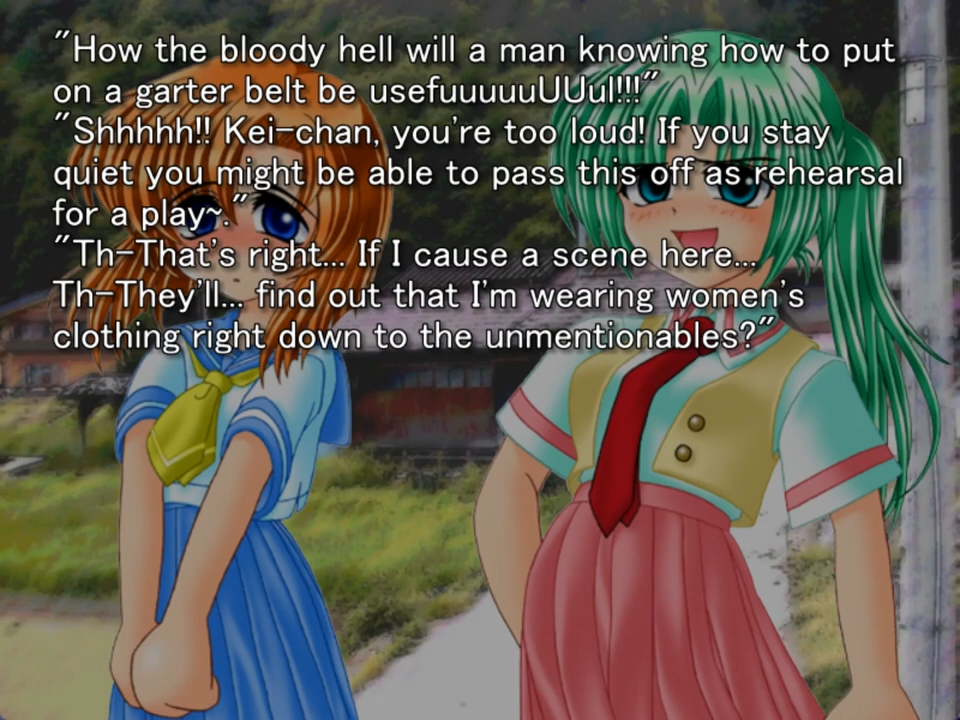 "How the bloody hell will a man knowing how to put
on a garter belt be usefuuuuuUUul!!!"
"Shhhhh!! Kei-chan, you're too loud! If you stay
quiet you might be able to pass this off as rehearsal
for a play~."
"Th-That's right... If I cause a scene here...
Th-They'll... find out that I'm wearing women's
clothing right down to the unmentionables?"